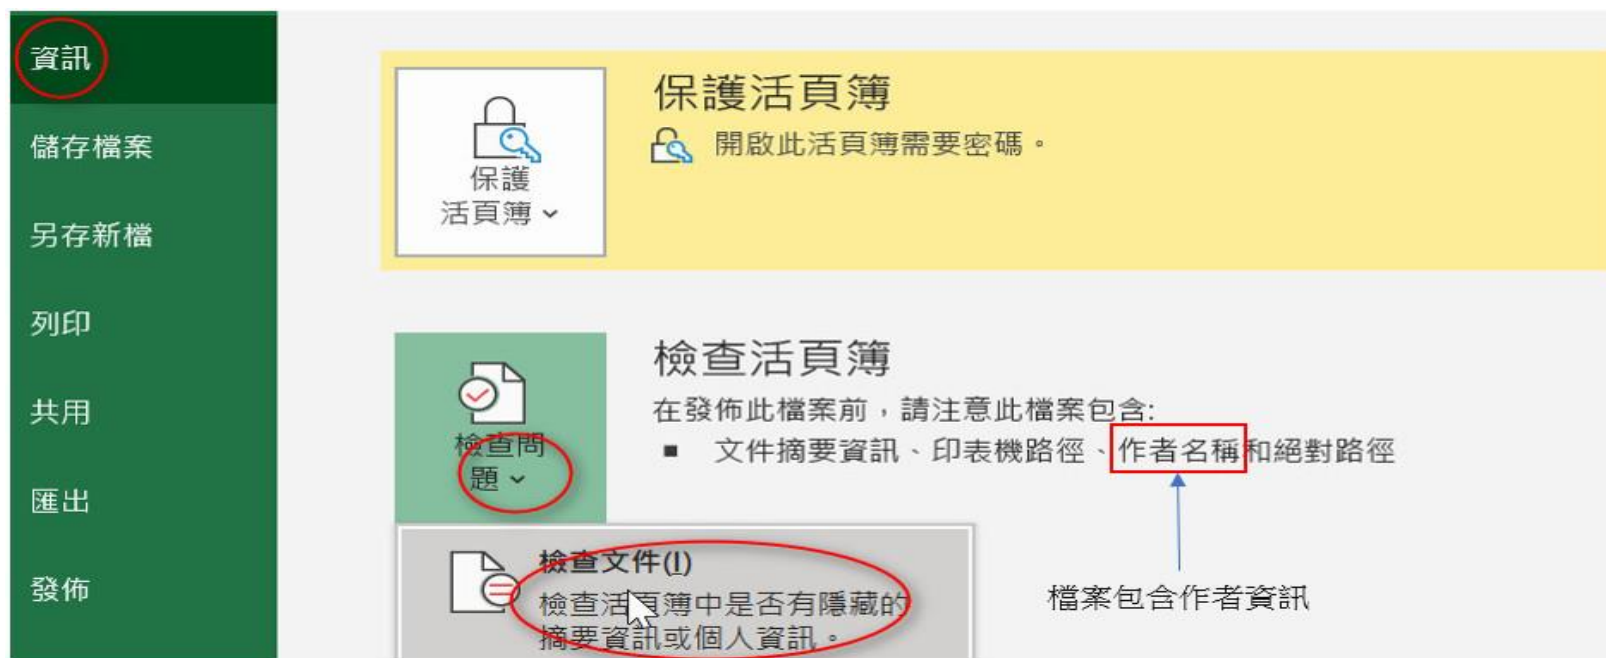 資訊
儲存檔案
另存新檔
列印
共用
匯出
發佈
保護
活頁簿
保護活頁簿
開啟此活頁簿需要密碼。
檢查問
題
檢查活頁簿
在發佈此檔案前，請注意此檔案包含:
■ 文件摘要資訊、印表機路徑、作者名稱和絕對路徑
檢查文件(I)
檢查活頁簿中是否有隱藏的
摘要資訊或個人資訊。
檔案包含作者資訊